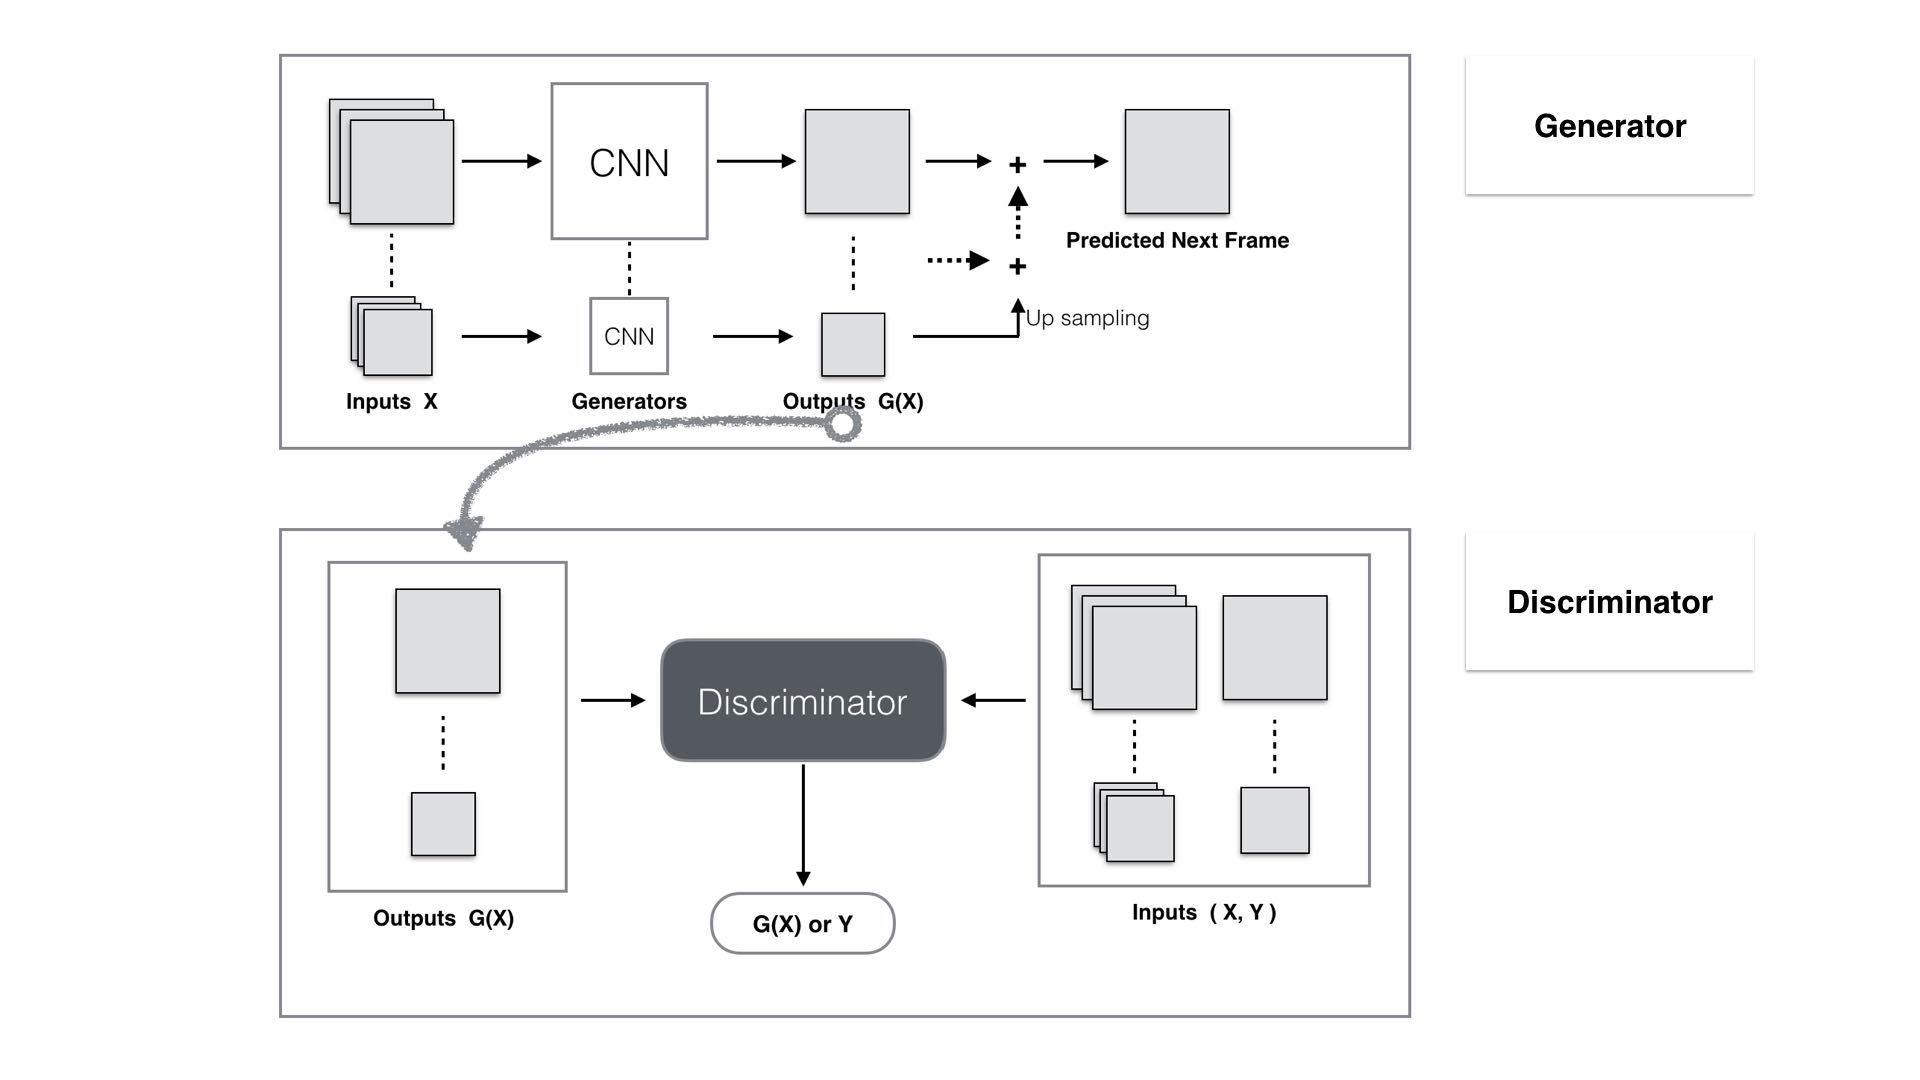 Generator
CNN
+
Predicted Next Frame
+
Up sampling
CNN
Inputs X
Generators
Outputs G(X)
Discriminator
Discriminator
Outputs G(X)
G(X) or Y
Inputs ( X, Y )